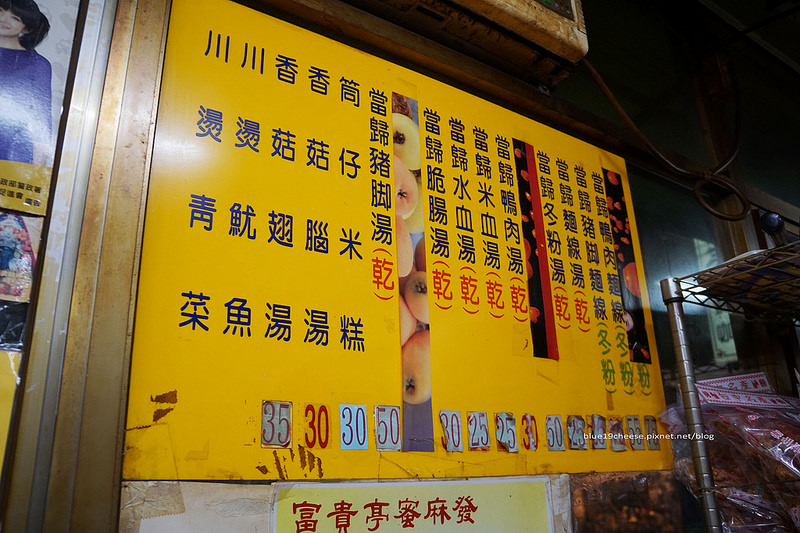 當歸鴨肉麵線(冬粉)
當歸豬脚麵線(冬粉)
當歸麵線湯(乾)
當歸冬粉湯(乾)
當歸鴨肉湯(乾)
當歸米血湯(乾)
當歸水血湯(乾)
當歸脆腸湯(乾)
當歸豬脚湯(乾)
筒仔米糕
香菇腦湯
香菇翅湯
川燙魷魚
川燙青菜
35 30 30 50 30 25 25 30 50
富貴亭蜜麻發
blue19cheese.pixnet.net/blog